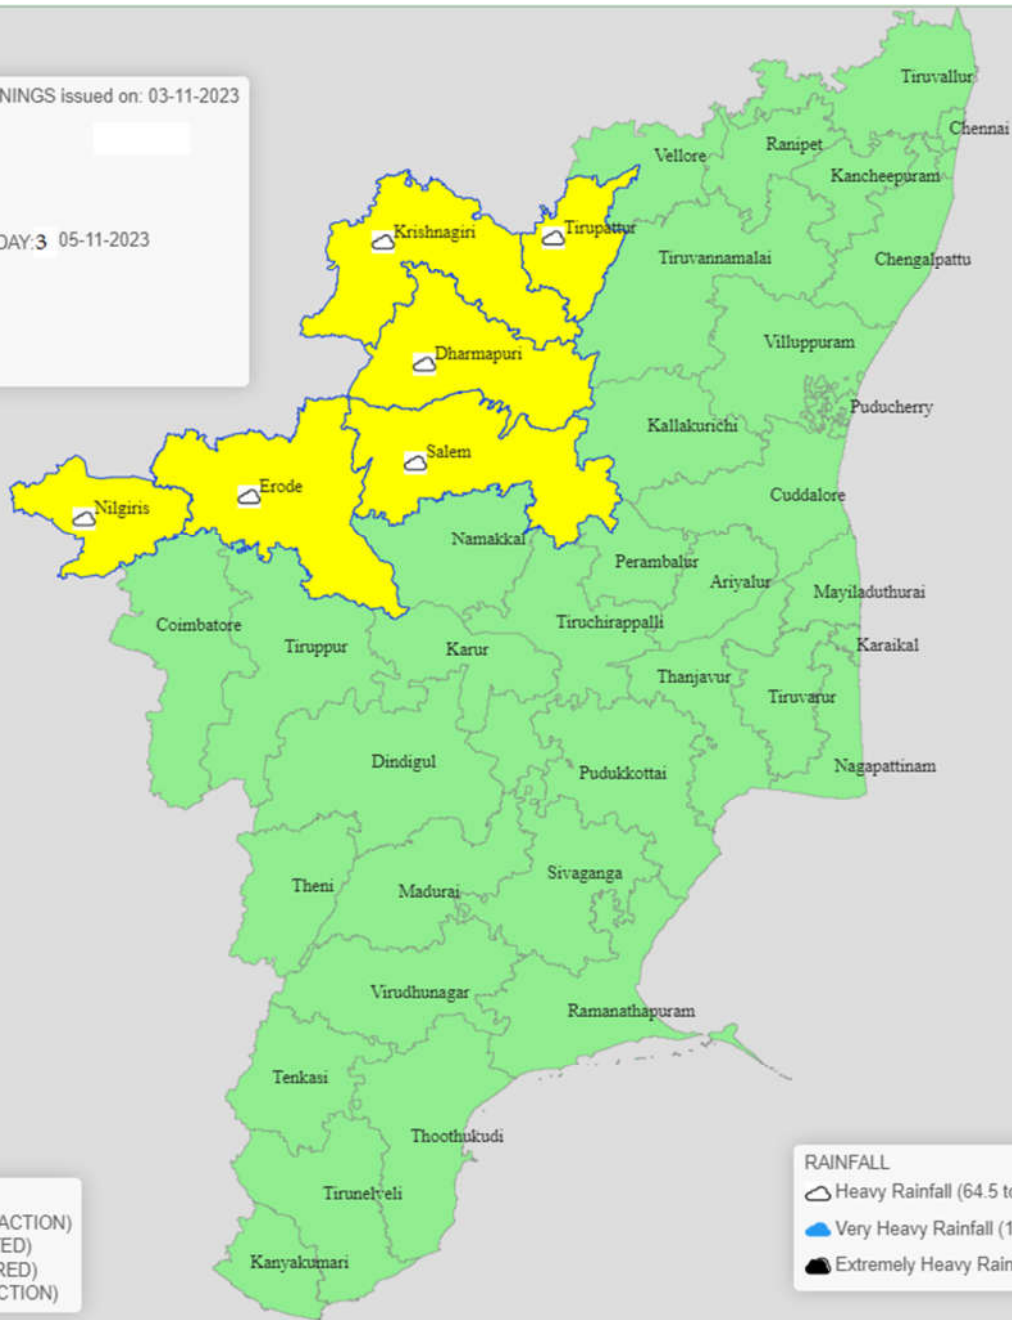 NINGS issued on: 03-11-2023
DAY:3 05-11-2023
Tiruvallur
Chennai
Ranipet
Vellore
Kancheepuram
Krishnagiri
Tirupattur
Tiruvannamalai
Chengalpattu
Villuppuram
Dharmapuri
Puducherry
Kallakurichi
Salem
Erode
Cuddalore
Nilgiris
Namakkal
Perambalur
Ariyalur
Mayiladuthurai
Coimbatore
Tiruchirappalli
Tiruppur
Karur
Karaikal
Thanjavur
Tiruvarur
Dindigul
Pudukkottai
Nagapattinam
Sivaganga
Theni
Madurai
Virudhunagar
Ramanathapuram
Tenkasi
Thoothukudi
Tirunelveli
Kanyakumari
ACTION)
TED)
RED)
CTION)
RAINFALL
Heavy Rainfall (64.5 to
Very Heavy Rainfall (1
Extremely Heavy Rain